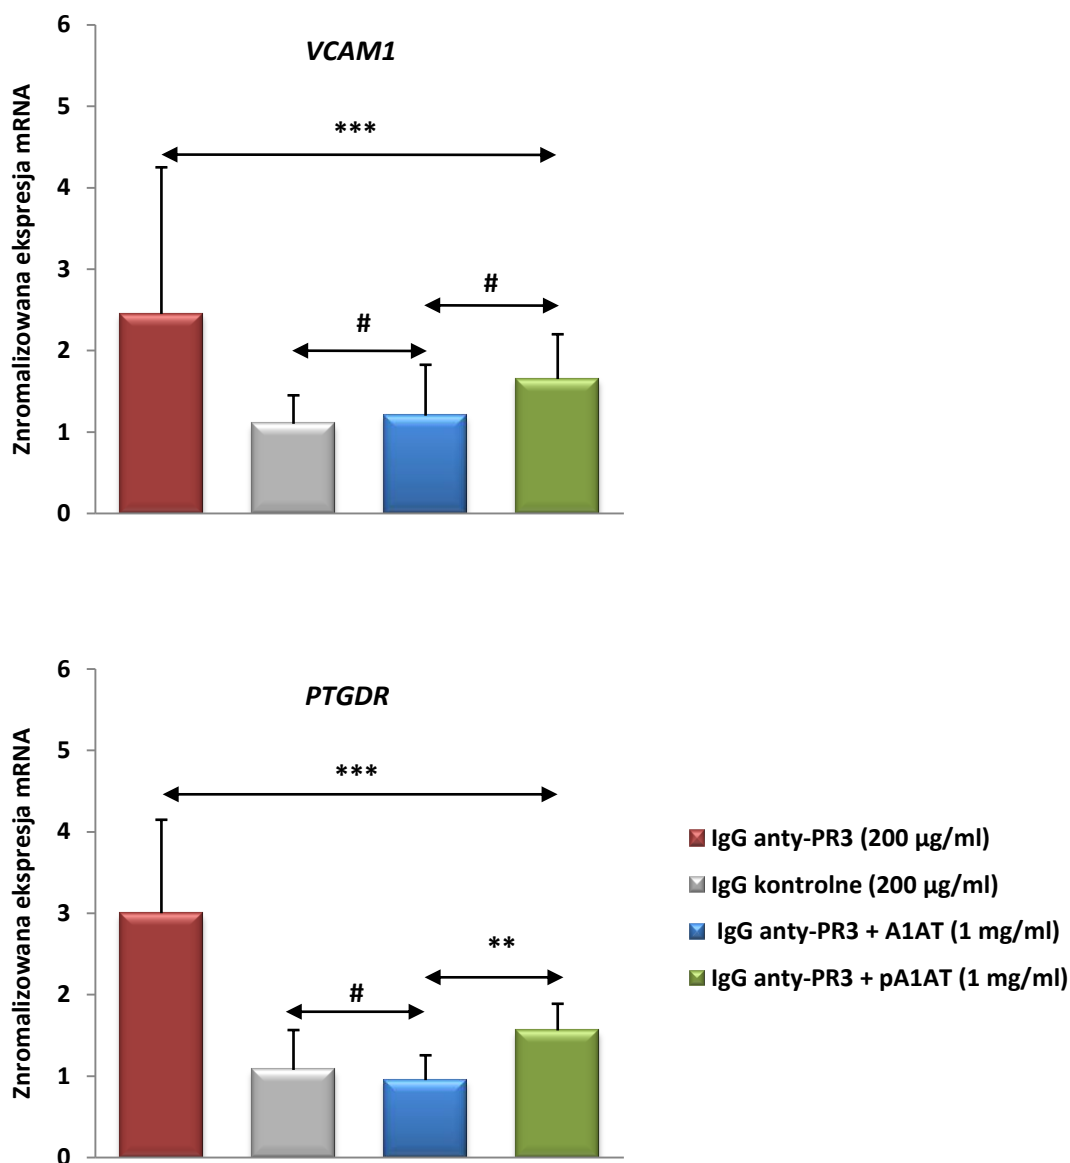 VCAM1
Znromalizowana ekspresja mRNA
6
5
4
3
2
1
0
***
#
#
PTGDR
Znromalizowana ekspresja mRNA
6
5
4
3
2
1
0
***
#
**
IgG anty-PR3 (200 µg/ml)
IgG kontrolne (200 µg/ml)
IgG anty-PR3 + A1AT (1 mg/ml)
IgG anty-PR3 + pA1AT (1 mg/ml)